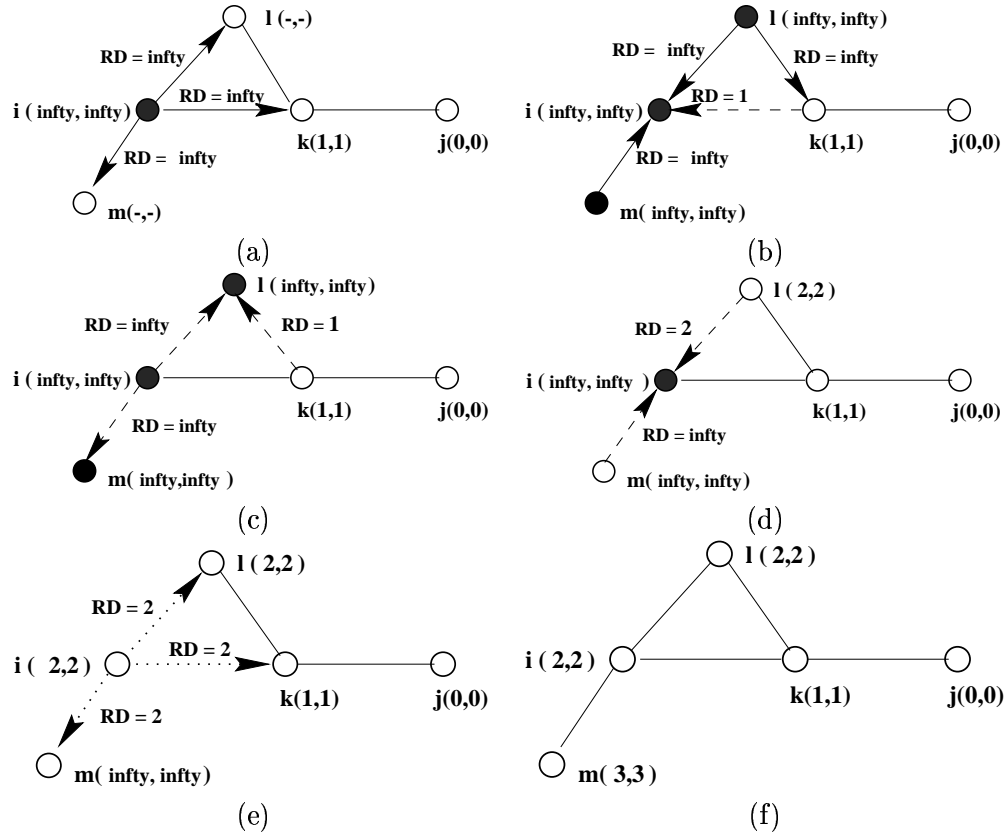 l (-,-)
RD = infty
RD = infty
i ( infty, infty)
k(1,1)
j(0,0)
RD = infty
m(-,-)
(a)
l ( infty, infty)
RD = infty
RD = infty
RD = 1
i ( infty, infty)
k(1,1)
j(0,0)
RD = infty
m( infty, infty)
(b)
l ( infty, infty)
RD = infty
RD = 1
i ( infty, infty)
k(1,1)
j(0,0)
RD = infty
m( infty,infty )
(c)
l ( 2,2)
RD = 2
i ( infty, infty )
k(1,1)
j(0,0)
RD = infty
m( infty, infty)
(d)
l ( 2,2)
RD = 2
RD = 2
i ( 2,2)
k(1,1)
j(0,0)
RD = 2
m( infty, infty)
(e)
l ( 2,2)
i ( 2,2)
k(1,1)
j(0,0)
m( 3,3)
(f)